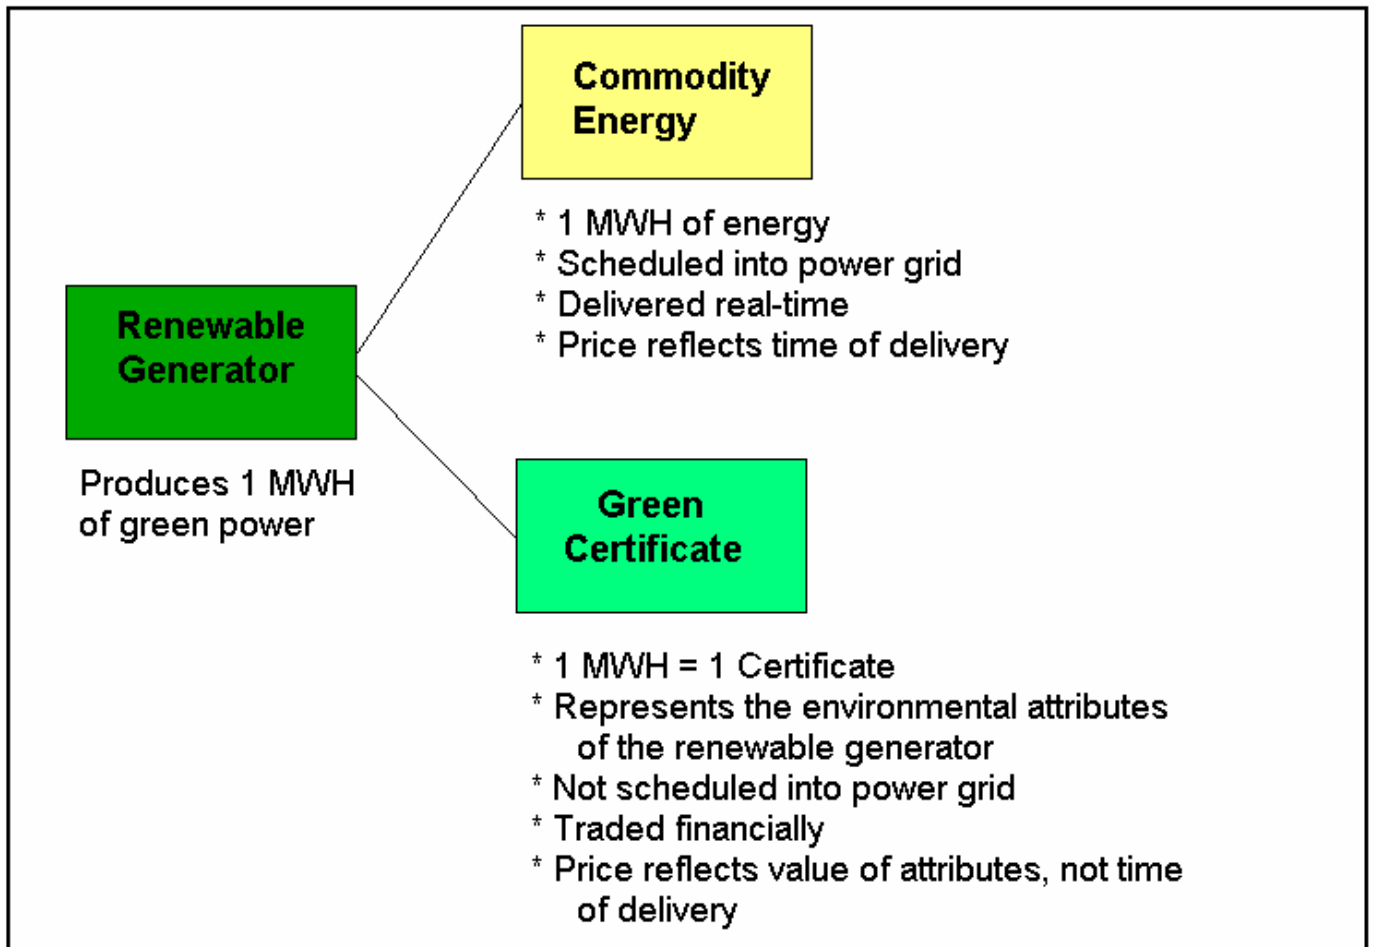 Commodity
Energy
* 1 MWH of energy
* Scheduled into power grid
* Delivered real-time
* Price reflects time of delivery
Renewable
Generator
Produces 1 MWH
of green power
Green
Certificate
* 1 MWH = 1 Certificate
* Represents the environmental attributes
of the renewable generator
* Not scheduled into power grid
* Traded financially
* Price reflects value of attributes, not time
of delivery